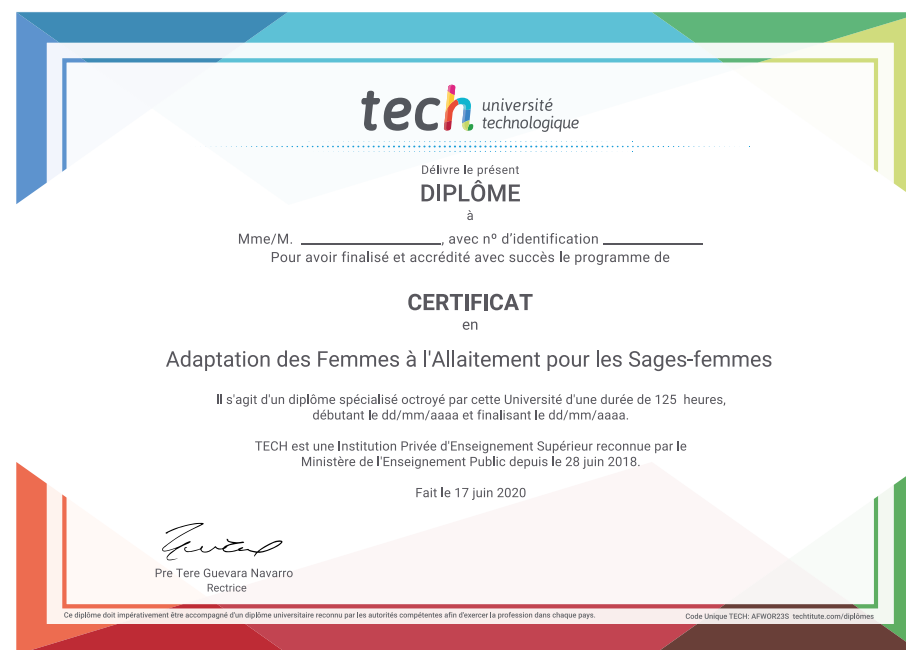 tech université
technologique
Délivre le présent
DIPLÔME
à
Mme/M. ____________________, avec nº d'identification ______________
Pour avoir finalisé et accrédité avec succès le programme de
CERTIFICAT
en
Adaptation des Femmes à l'Allaitement pour les Sages-femmes
Il s'agit d'un diplôme spécialisé octroyé par cette Université d'une durée de 125 heures,
débutant le dd/mm/aaaa et finalisant le dd/mm/aaaa.
TECH est une Institution Privée d'Enseignement Supérieur reconnue par le
Ministère de l'Enseignement Public depuis le 28 juin 2018.
Fait le 17 juin 2020
Pre Tere Guevara Navarro
Rectrice
Ce diplôme doit impérativement être accompagné d'un diplôme universitaire reconnu par les autorités compétentes afin d'exercer la profession dans chaque pays.
Code Unique TECH: AFWOR23S techtitute.com/diplômes